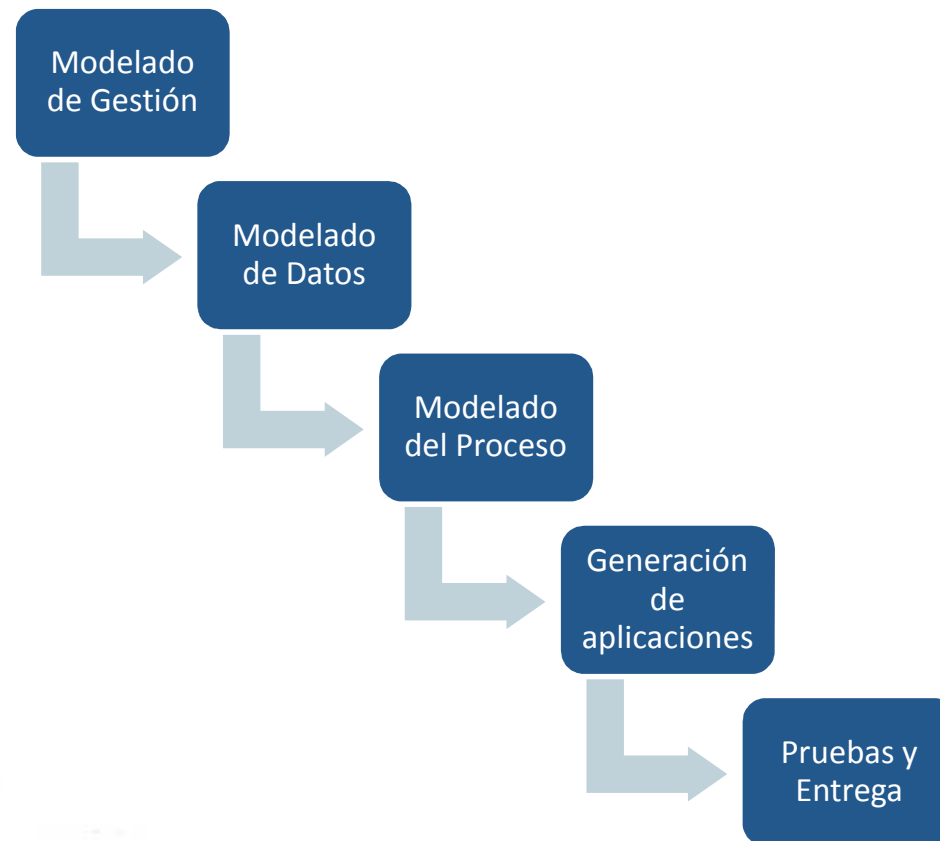 Modelado
de Gestión
Modelado
de Datos
Modelado
del Proceso
Generación
de
aplicaciones
Pruebas y
Entrega